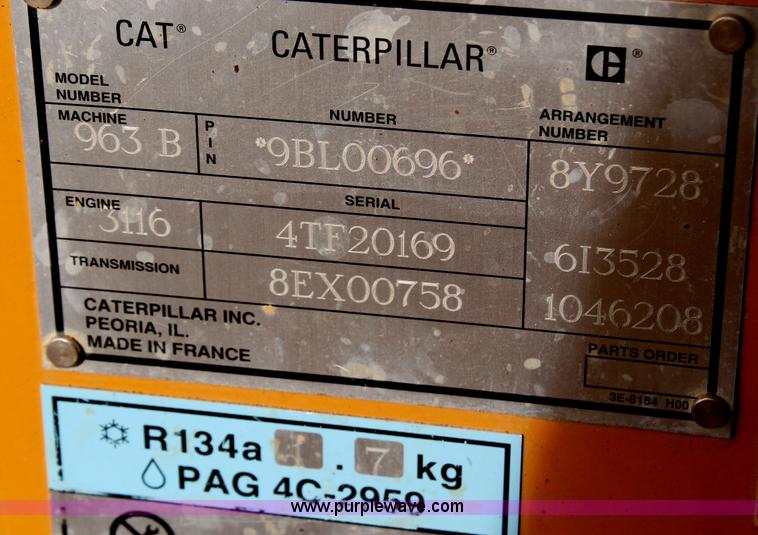 CAT® CATERPILLAR® C®
MODEL NUMBER
NUMBER
ARRANGEMENT NUMBER
MACHINE 963 B PIN *9BL00696* 8Y9728
SERIAL
ENGINE 3116 4TF20169 6I3528
TRANSMISSION 8EX00758 1046208
CATERPILLAR INC.
PEORIA, IL.
MADE IN FRANCE
PARTS ORDER
3E-8154 H00
R134a 1.7 kg
PAG 4C-2959
www.purplewave.com